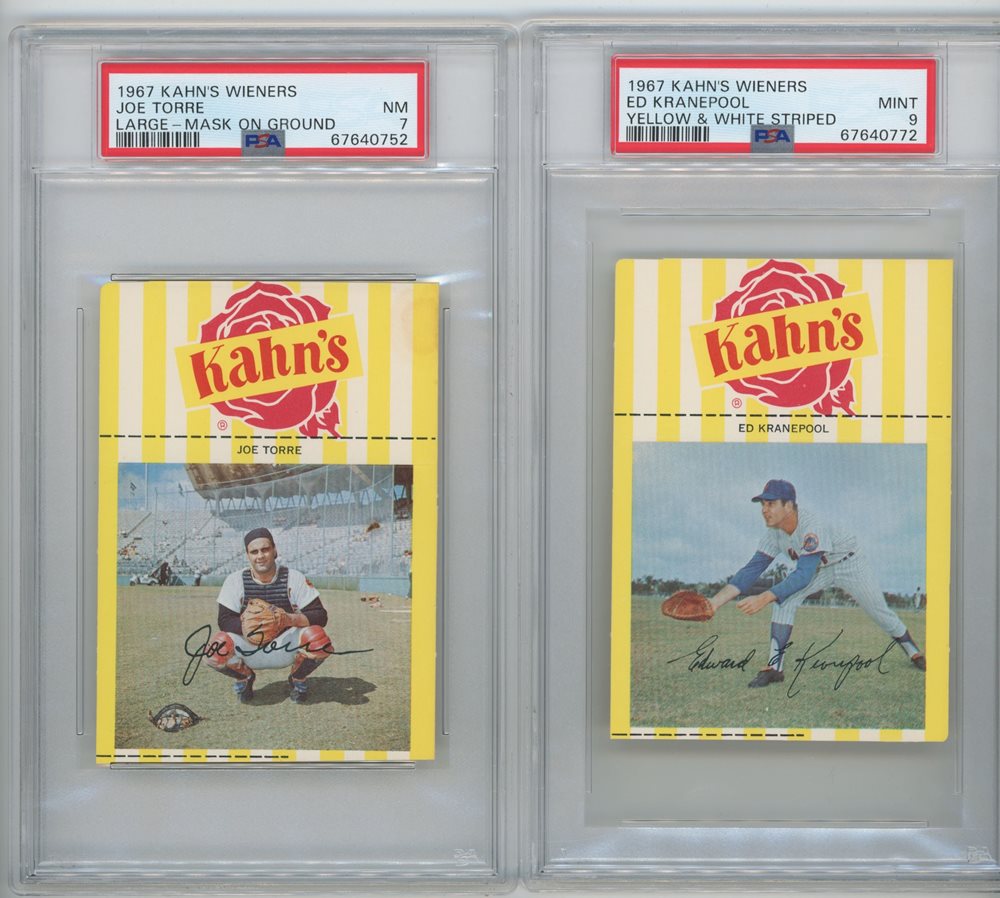 1967 KAHN'S WIENERS
JOE TORRE NM
LARGE – MASK ON GROUND 7
PSA 67640752
Kahn's
®
JOE TORRE
Joe Torre
1967 KAHN'S WIENERS
ED KRANEPOOL MINT
YELLOW & WHITE STRIPED 9
PSA 67640772
Kahn's
®
ED KRANEPOOL
Edward E Kranepool